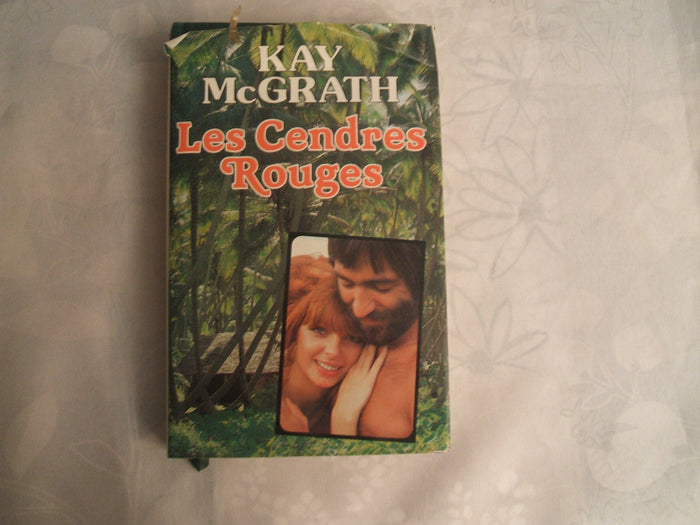 KAY
McGRATH
Les Cendres
Rouges